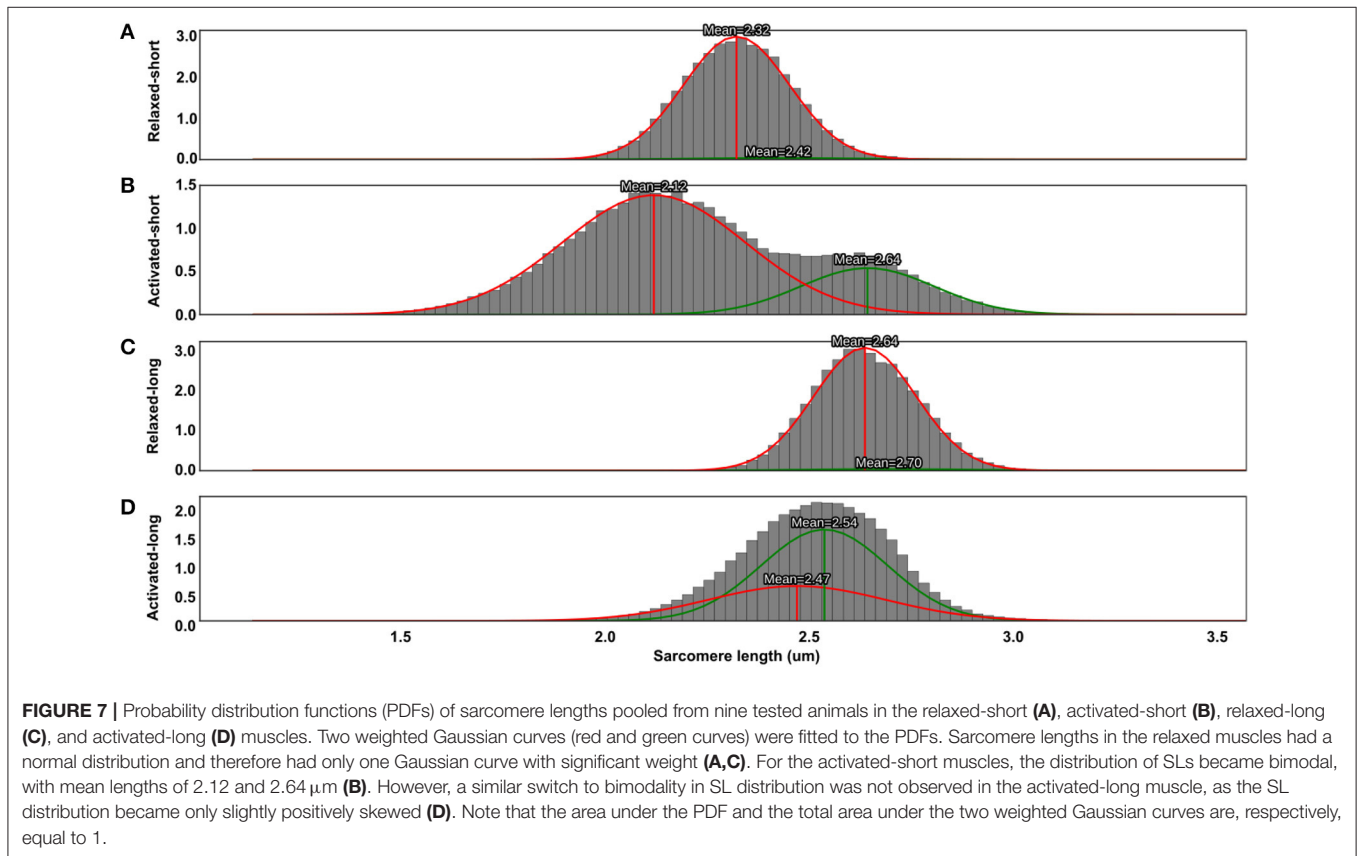 A
Relaxed-short
3.0
2.0
1.0
0.0
Mean=2.32
Mean=2.42
B
Activated-short
1.5
1.0
0.5
0.0
Mean=2.12
Mean=2.64
C
Relaxed-long
3.0
2.0
1.0
0.0
Mean=2.64
Mean=2.70
D
Activated-long
2.0
1.5
1.0
0.5
0.0
Mean=2.54
Mean=2.47
1.5 2.0 2.5 3.0 3.5
Sarcomere length (um)
FIGURE 7 | Probability distribution functions (PDFs) of sarcomere lengths pooled from nine tested animals in the relaxed-short (A), activated-short (B), relaxed-long
(C), and activated-long (D) muscles. Two weighted Gaussian curves (red and green curves) were fitted to the PDFs. Sarcomere lengths in the relaxed muscles had a
normal distribution and therefore had only one Gaussian curve with significant weight (A,C). For the activated-short muscles, the distribution of SLs became bimodal,
with mean lengths of 2.12 and 2.64 μm (B). However, a similar switch to bimodality in SL distribution was not observed in the activated-long muscle, as the SL
distribution became only slightly positively skewed (D). Note that the area under the PDF and the total area under the two weighted Gaussian curves are, respectively,
equal to 1.